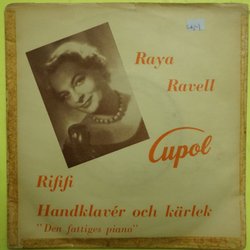 Raya
Ravell
Cupol
Rififi
Handklavér och kärlek
"Den fattiges piano"